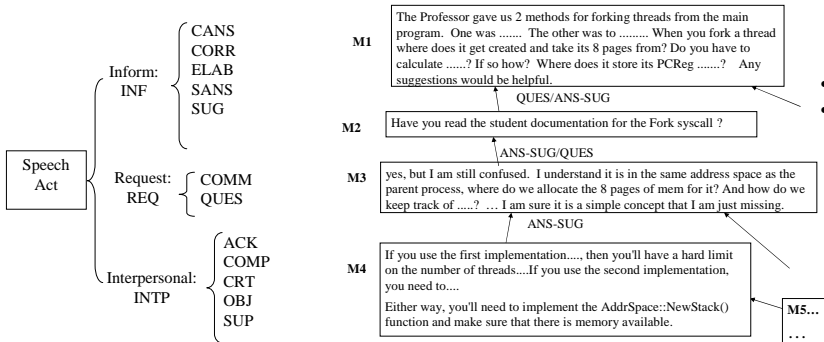 Speech
Act
Inform:
INF
CANS
CORR
ELAB
SANS
SUG
Request:
REQ
COMM
QUES
Interpersonal:
INTP
ACK
COMP
CRT
OBJ
SUP
M1
The Professor gave us 2 methods for forking threads from the main
program. One was ....... The other was to ......... When you fork a thread
where does it get created and take its 8 pages from? Do you have to
calculate ......? If so how? Where does it store its PCReg .......? Any
suggestions would be helpful.
QUES/ANS-SUG
M2
Have you read the student documentation for the Fork syscall ?
ANS-SUG/QUES
M3
yes, but I am still confused. I understand it is in the same address space as the
parent process, where do we allocate the 8 pages of mem for it? And how do we
keep track of .....? … I am sure it is a simple concept that I am just missing.
ANS-SUG
M4
If you use the first implementation...., then you'll have a hard limit
on the number of threads....If you use the second implementation,
you need to....
Either way, you'll need to implement the AddrSpace::NewStack()
function and make sure that there is memory available.
M5…
…